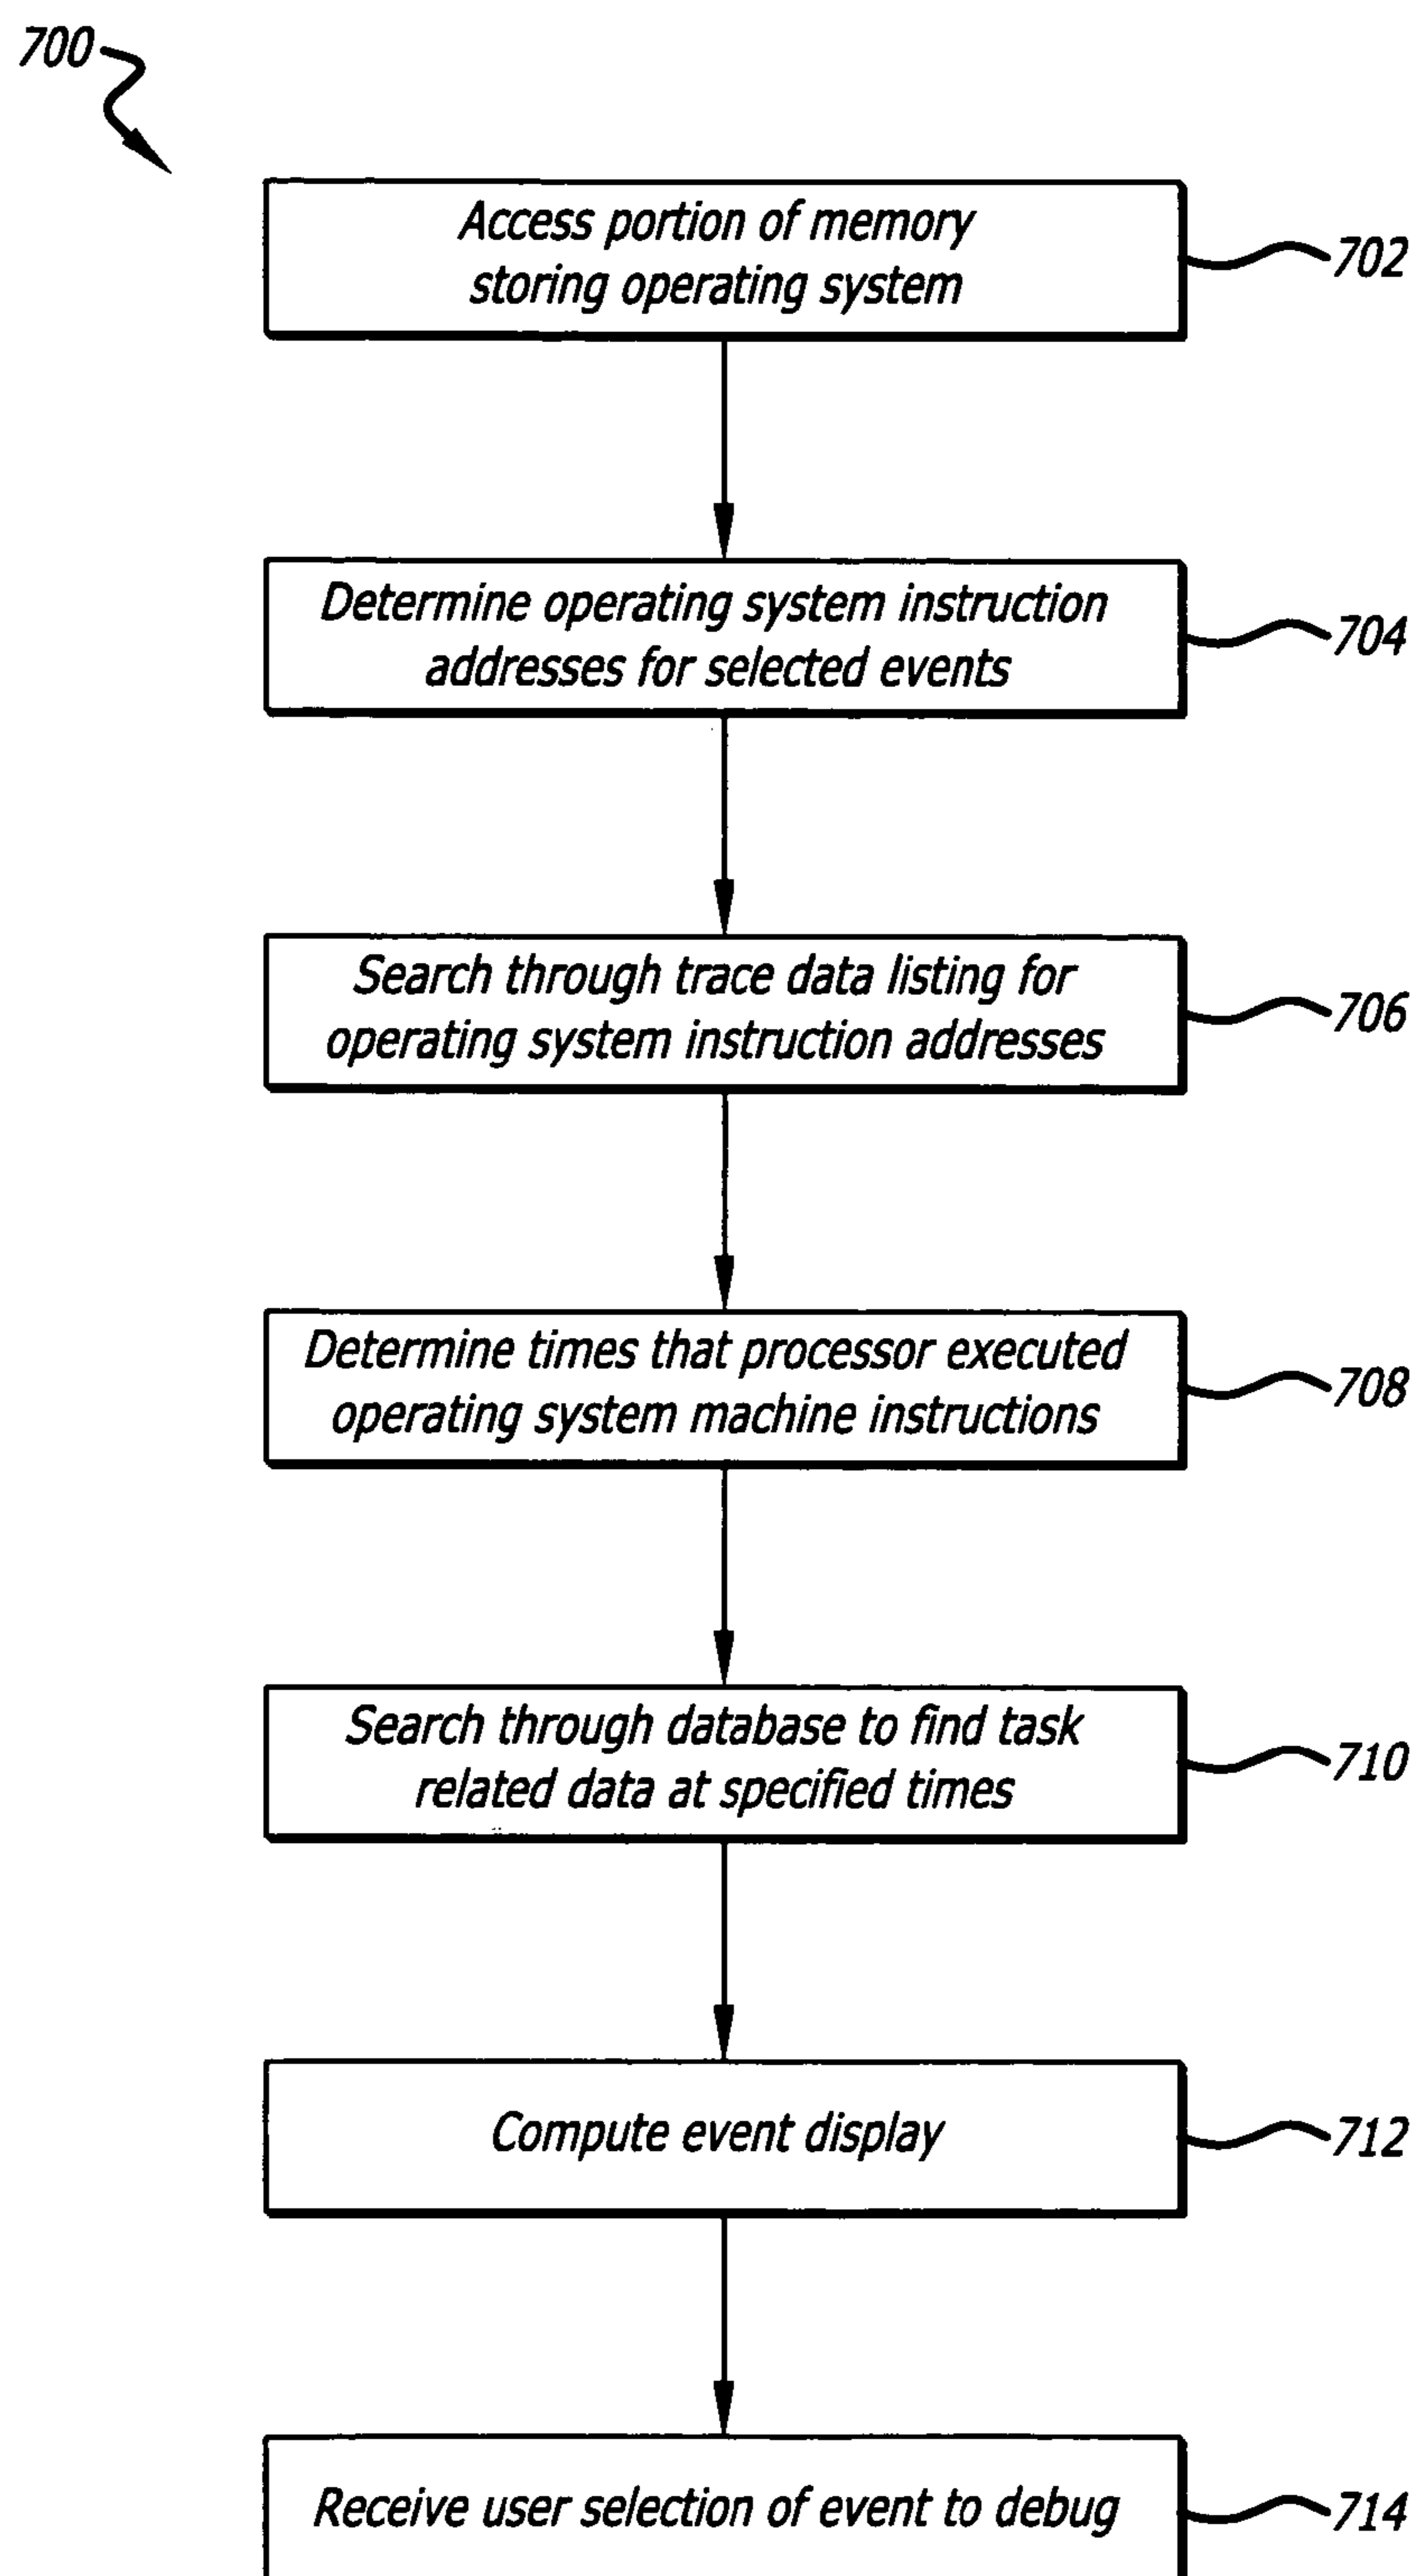 700
Access portion of memory
storing operating system
702
Determine operating system instruction
addresses for selected events
704
Search through trace data listing for
operating system instruction addresses
706
Determine times that processor executed
operating system machine instructions
708
Search through database to find task
related data at specified times
710
Compute event display
712
Receive user selection of event to debug
714